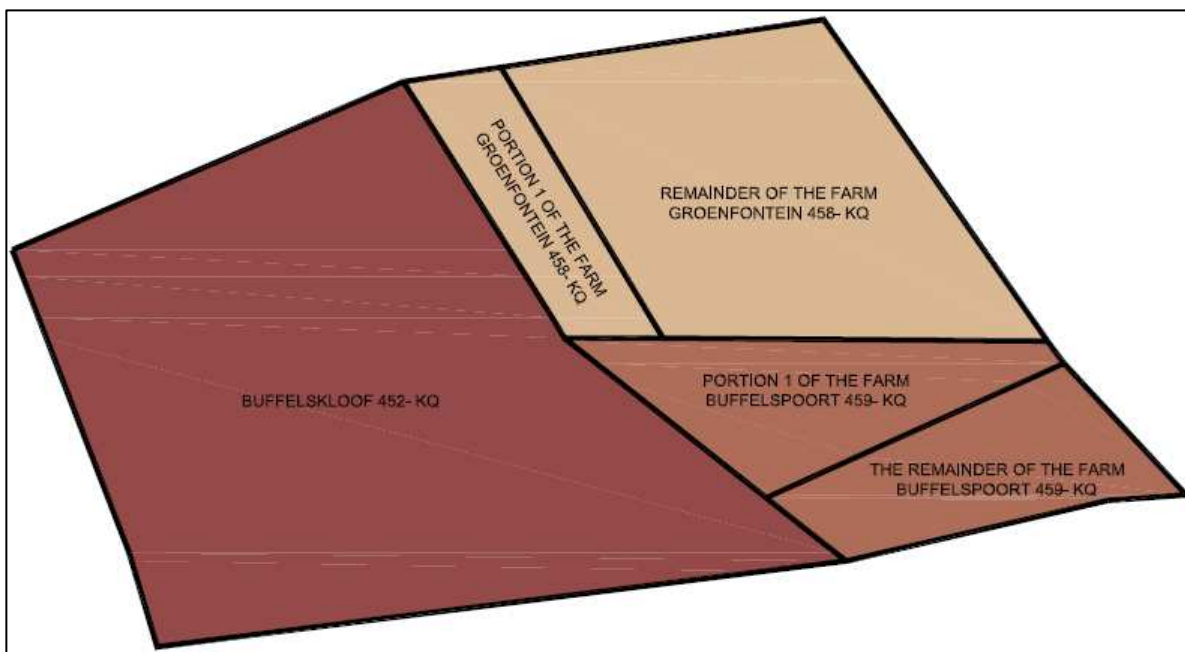 PORTION 1 OF THE FARM
GROENFONTEIN 458- KQ
REMAINDER OF THE FARM
GROENFONTEIN 458- KQ
BUFFELSKLOOF 452- KQ
PORTION 1 OF THE FARM
BUFFELSPOORT 459- KQ
THE REMAINDER OF THE FARM
BUFFELSPOORT 459- KQ